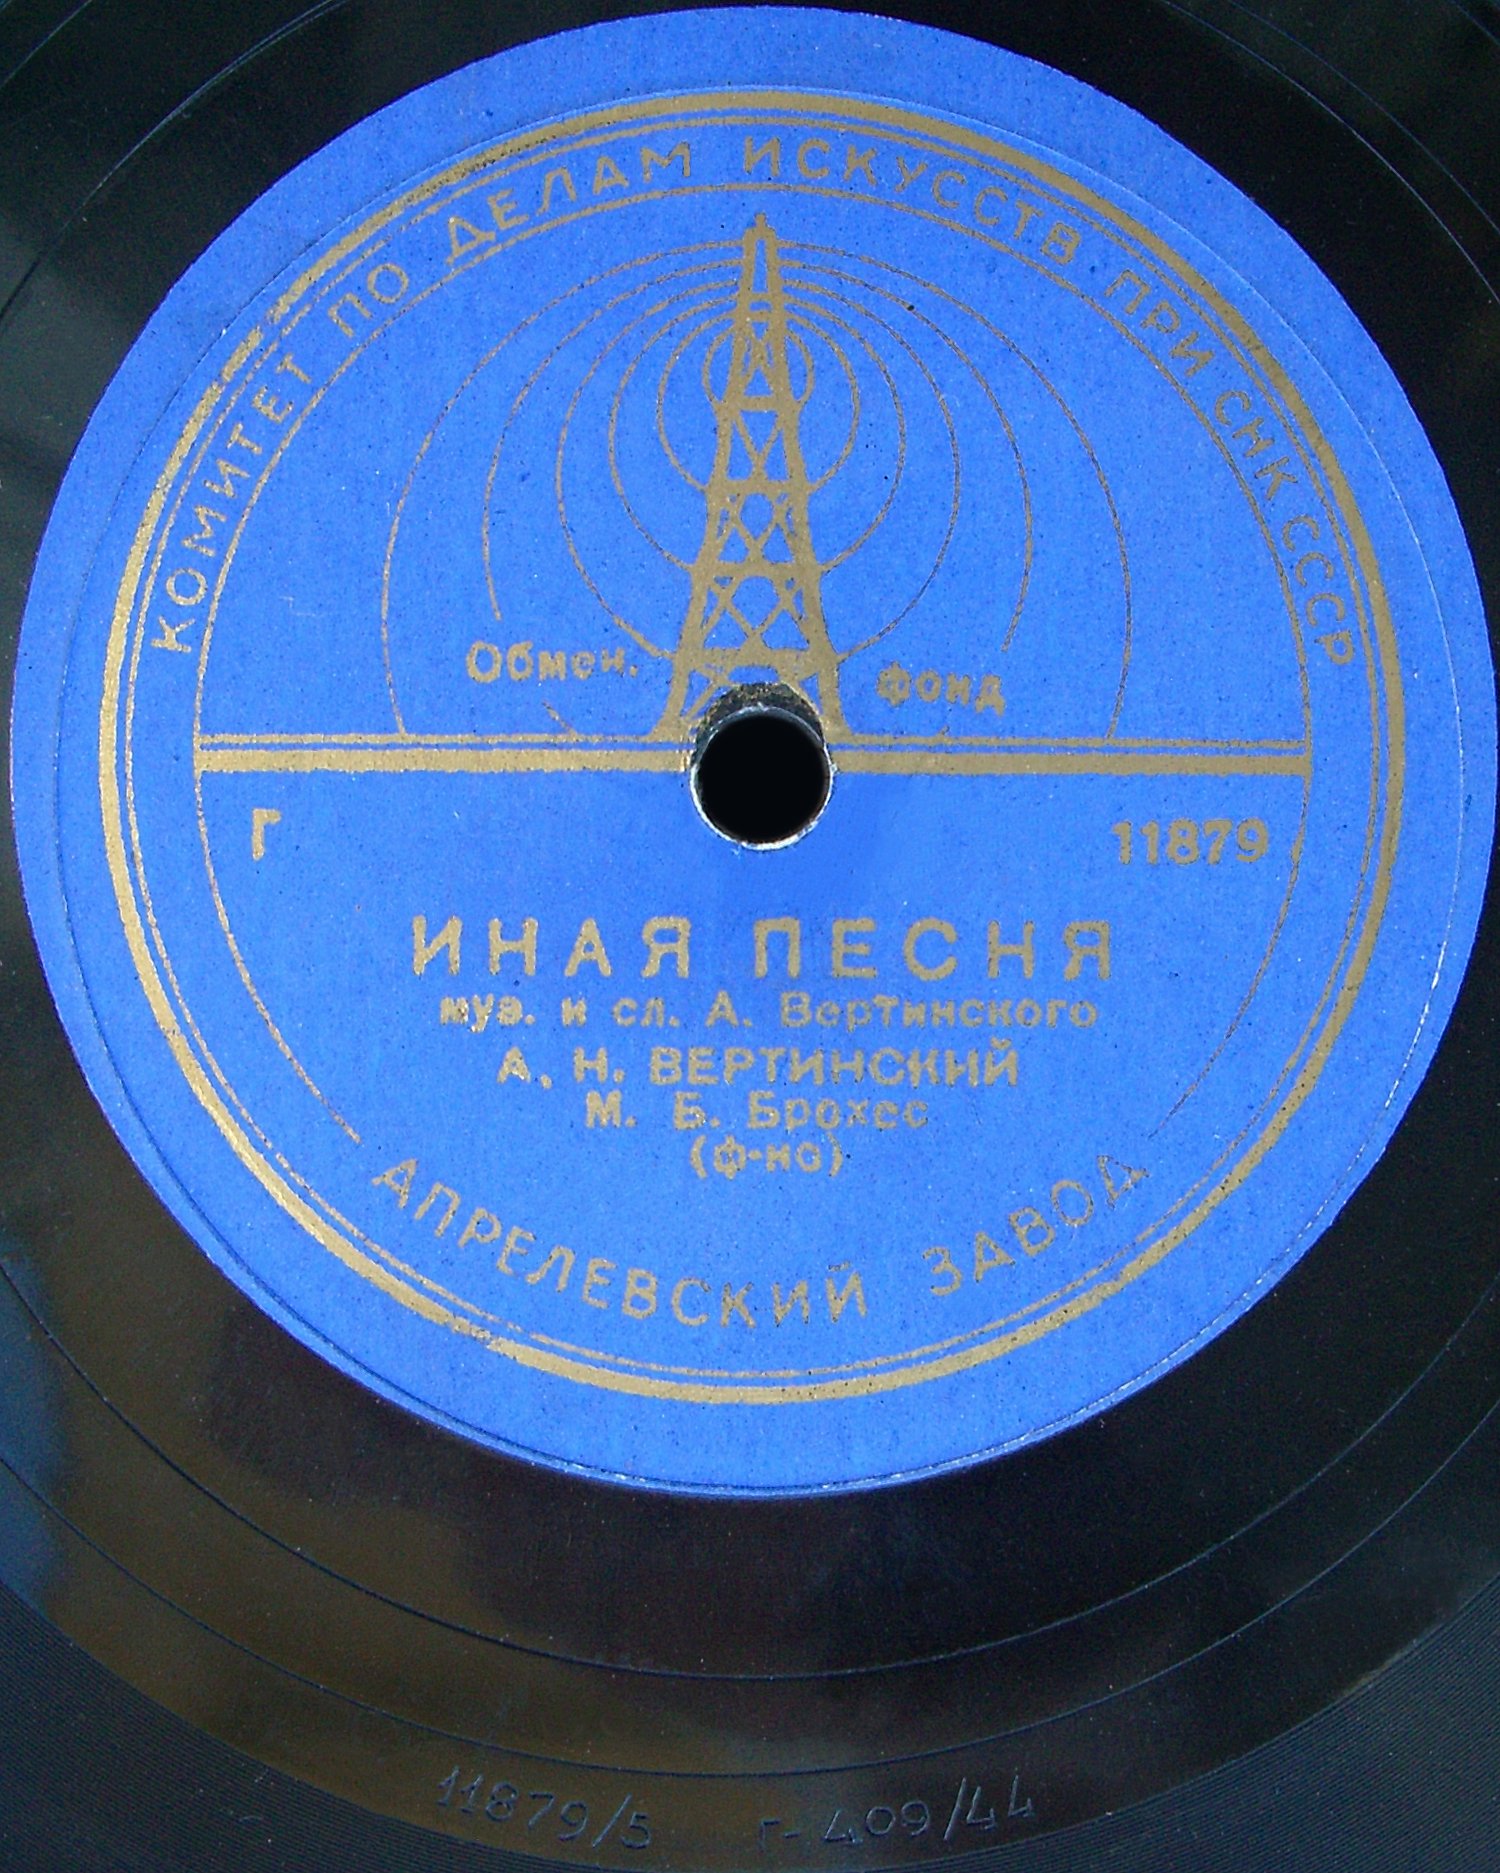 КОМИТЕТ ПО ДЕЛАМ ИСКУССТВ ПРИ СНК СССР
Обмен. фонд
Г 11879
ИНАЯ ПЕСНЯ
муз. и сл. А. Вертинского
А. Н. ВЕРТИНСКИЙ
М. Б. Брохес
(ф-но)
АПРЕЛЕВСКИЙ ЗАВОД
11879/5 Г-409/44